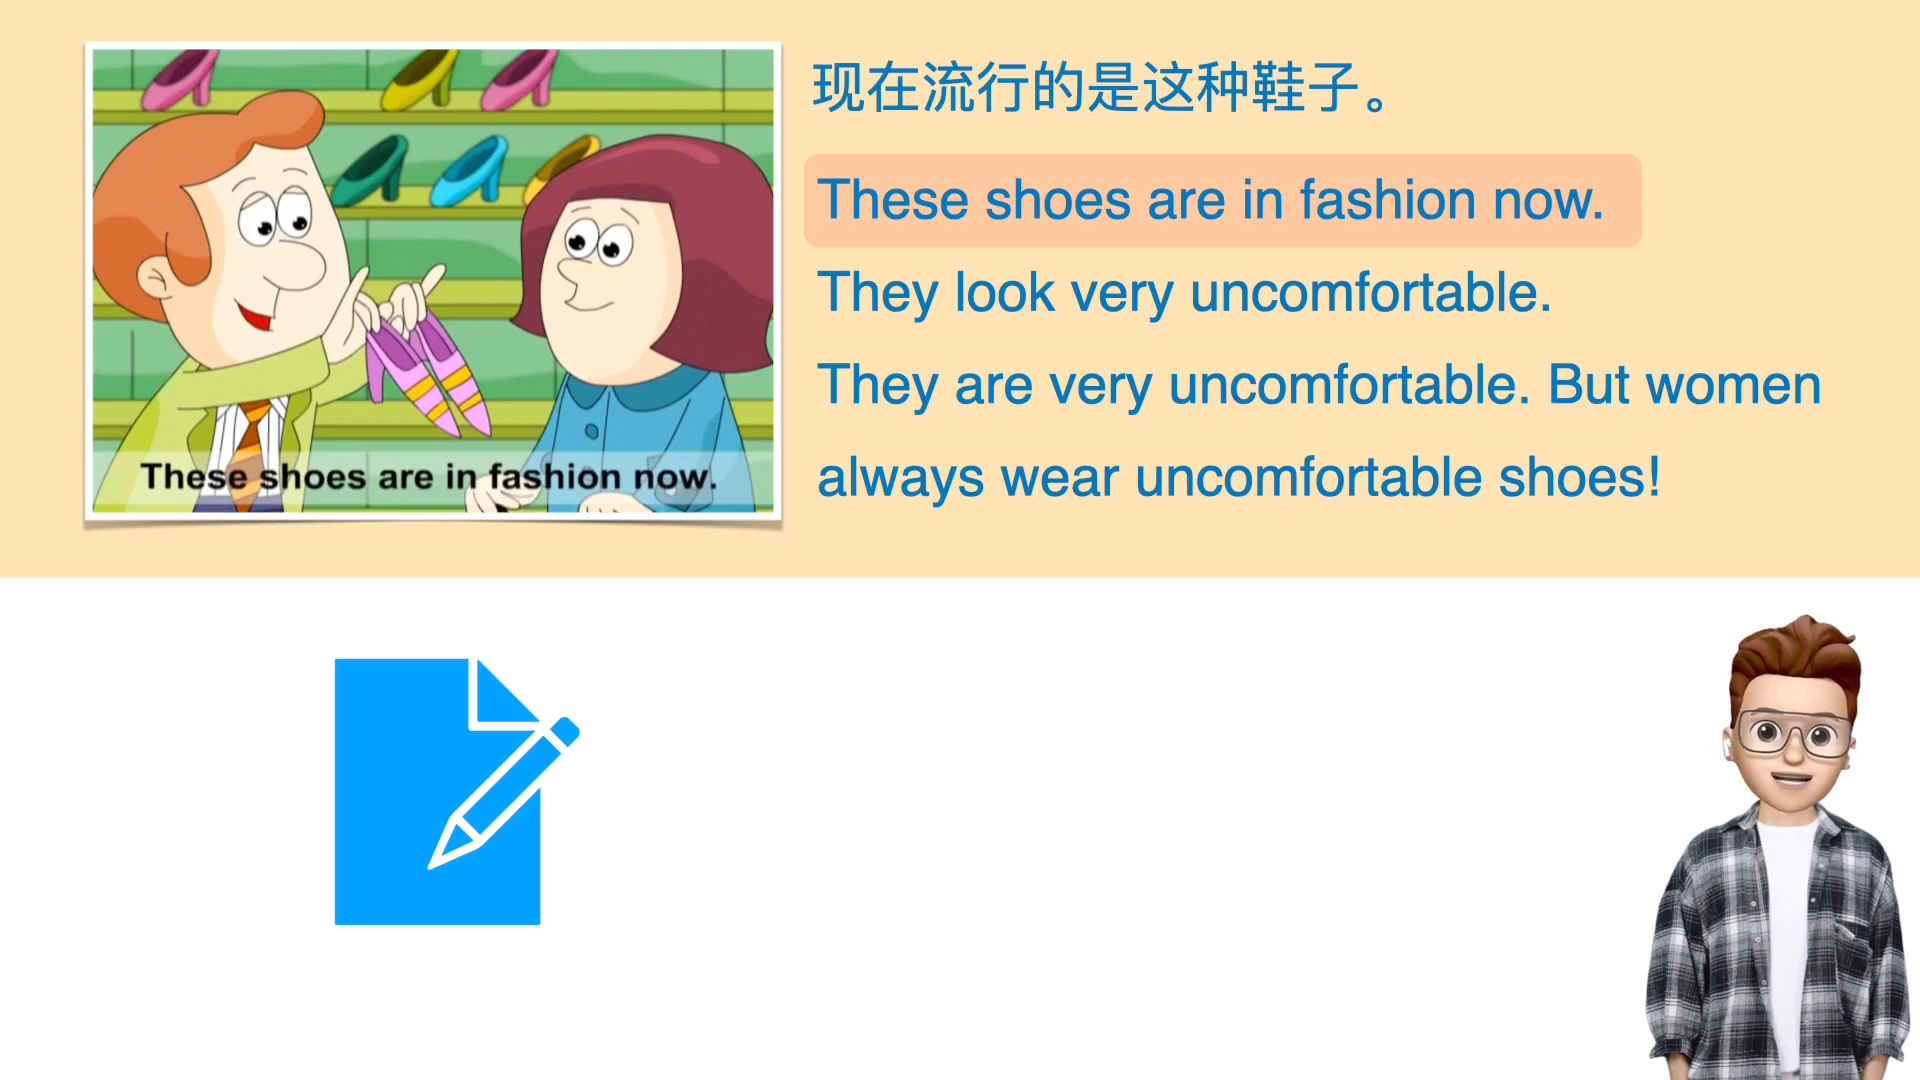 现在流行的是这种鞋子。
These shoes are in fashion now.
They look very uncomfortable.
They are very uncomfortable. But women
always wear uncomfortable shoes!
These shoes are in fashion now.